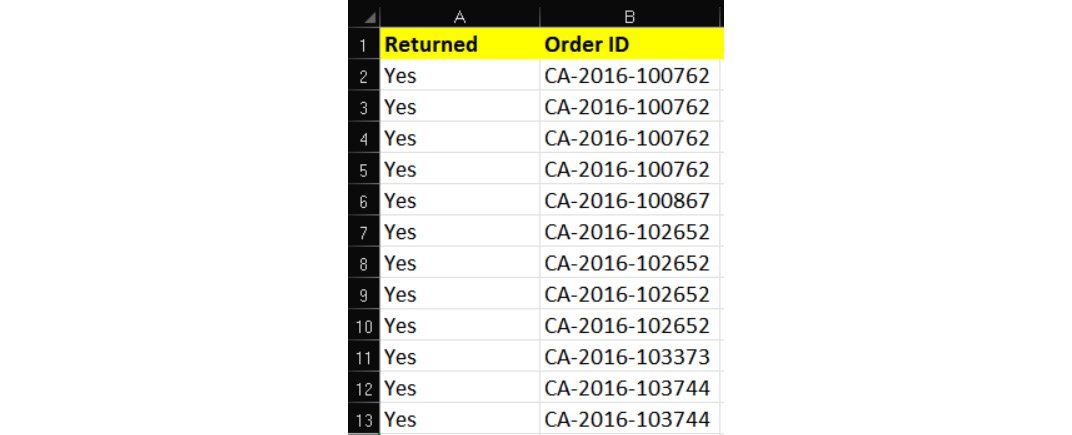 A B
1 Returned Order ID
2 Yes CA-2016-100762
3 Yes CA-2016-100762
4 Yes CA-2016-100762
5 Yes CA-2016-100762
6 Yes CA-2016-100867
7 Yes CA-2016-102652
8 Yes CA-2016-102652
9 Yes CA-2016-102652
10 Yes CA-2016-102652
11 Yes CA-2016-103373
12 Yes CA-2016-103744
13 Yes CA-2016-103744